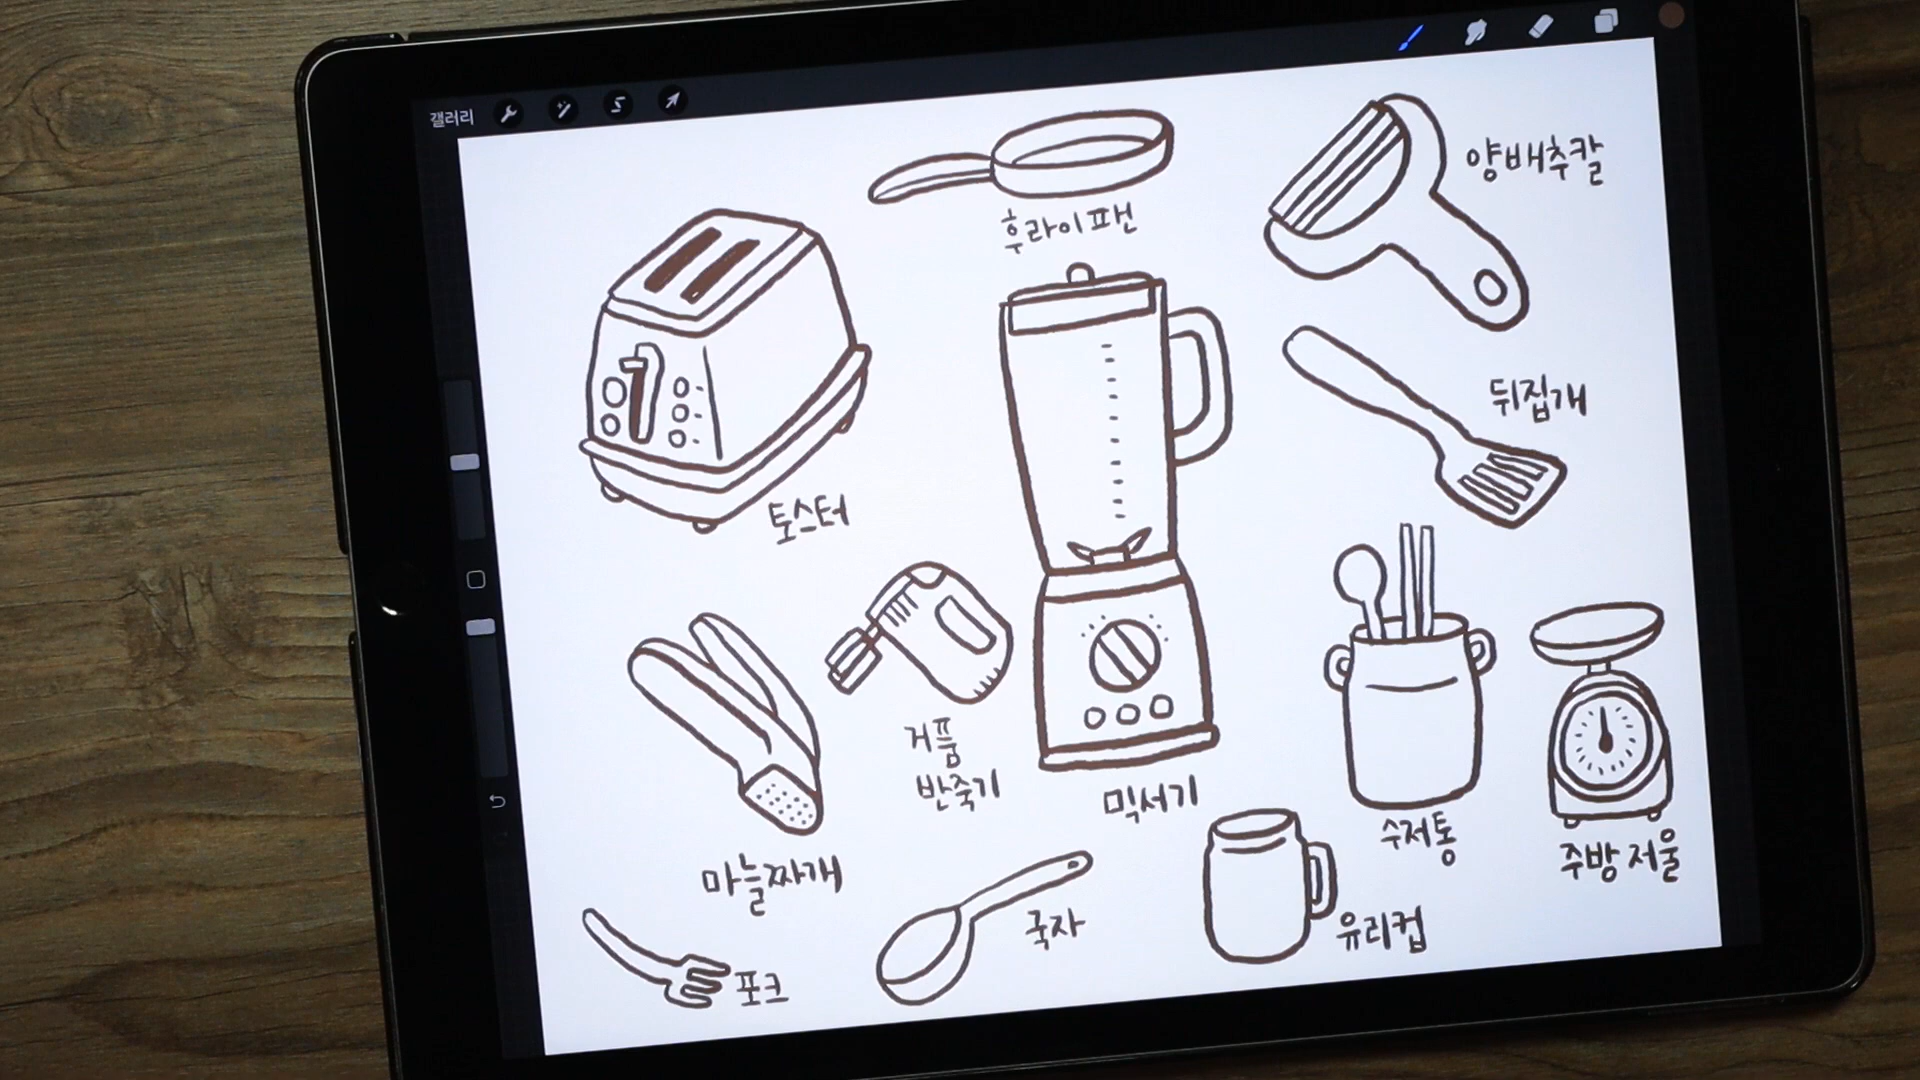 갤러리
후라이팬
양배추칼
토스터
뒤집개
거품
반죽기
믹서기
마늘짜개
수저통
주방 저울
포크
국자
유리컵